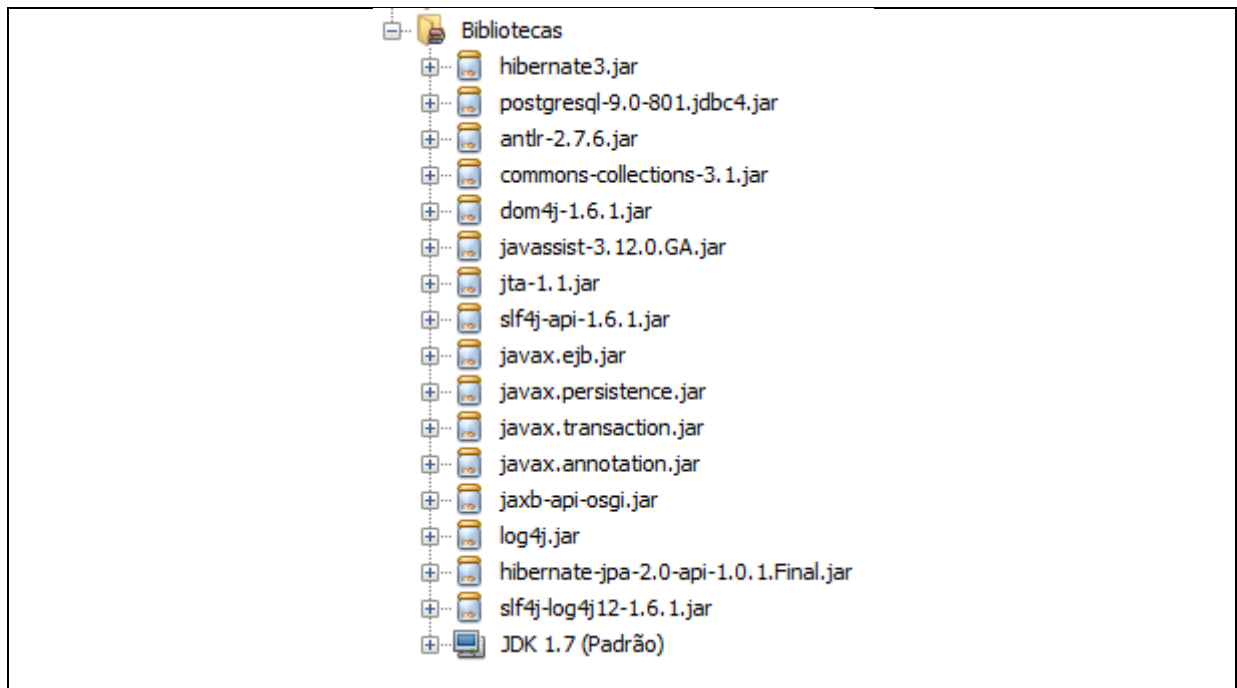 Bibliotecas
hibernate3.jar
postgresql-9.0-801.jdbc4.jar
antlr-2.7.6.jar
commons-collections-3.1.jar
dom4j-1.6.1.jar
javassist-3.12.0.GA.jar
jta-1.1.jar
slf4j-api-1.6.1.jar
javax.ejb.jar
javax.persistence.jar
javax.transaction.jar
javax.annotation.jar
jaxb-api-osgi.jar
log4j.jar
hibernate-jpa-2.0-api-1.0.1.Final.jar
slf4j-log4j12-1.6.1.jar
JDK 1.7 (Padrão)